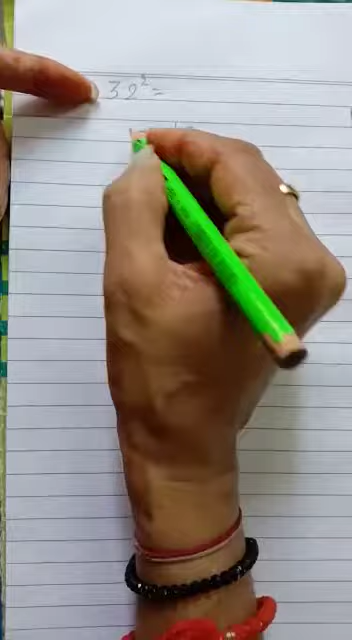 32² =